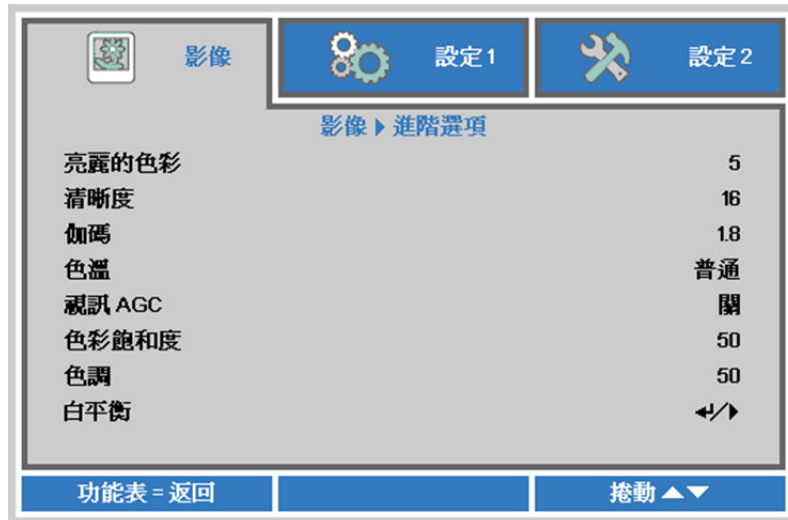 影像 設定1 設定2
影像▶進階選項
亮麗的色彩 5
清晰度 16
伽碼 1.8
色溫 普通
視訊 AGC 關
色彩飽和度 50
色調 50
白平衡 ↵/▶
功能表 = 返回 捲動▲▼